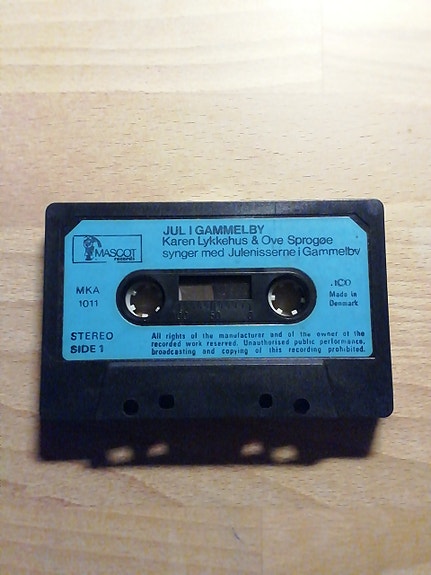 JUL I GAMMELBY
Karen Lykkehus & Ove Sprogøe
synger med Julenisserne i Gammelby
MASCOT
records
MKA
1011
Made in
Denmark
STEREO
SIDE 1
All rights of the manufacturer and of the owner of the
recorded work reserved. Unauthorised public performance,
broadcasting and copying of this recording prohibited.